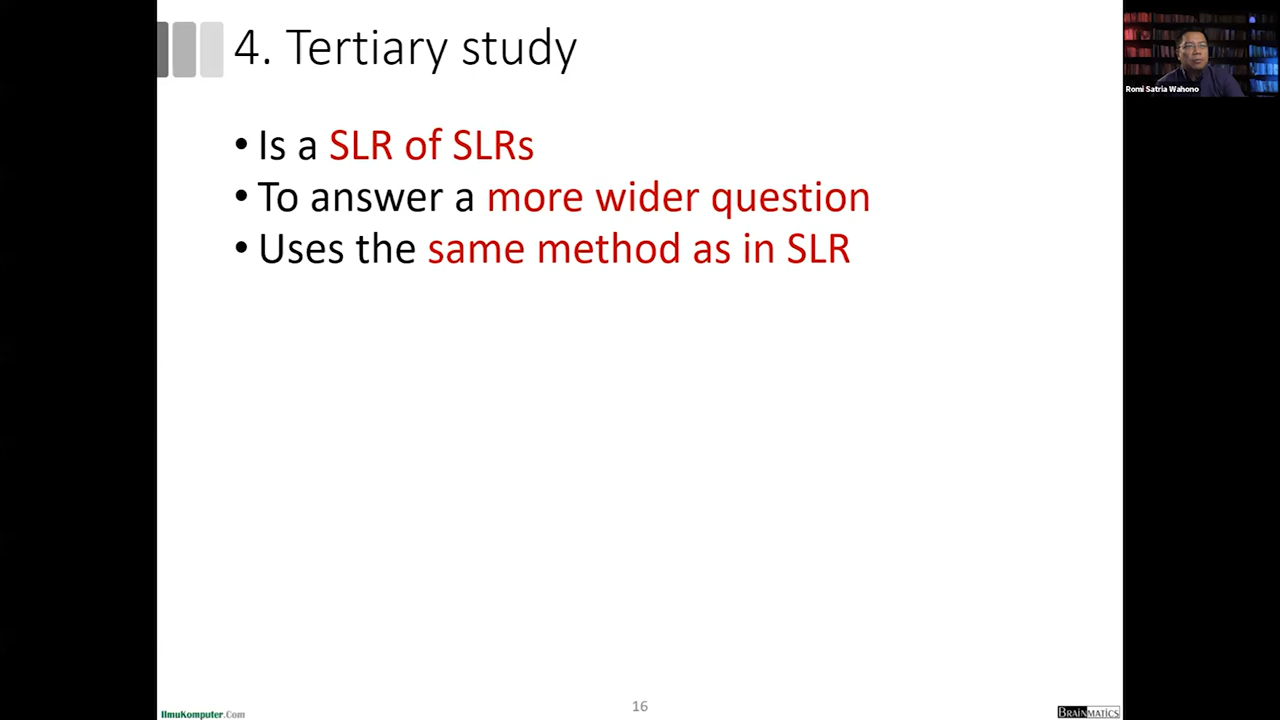 4. Tertiary study
Romi Satria Wahono
• Is a SLR of SLRs
• To answer a more wider question
• Uses the same method as in SLR
IlmuKomputer.Com
16
BRAINMATICS